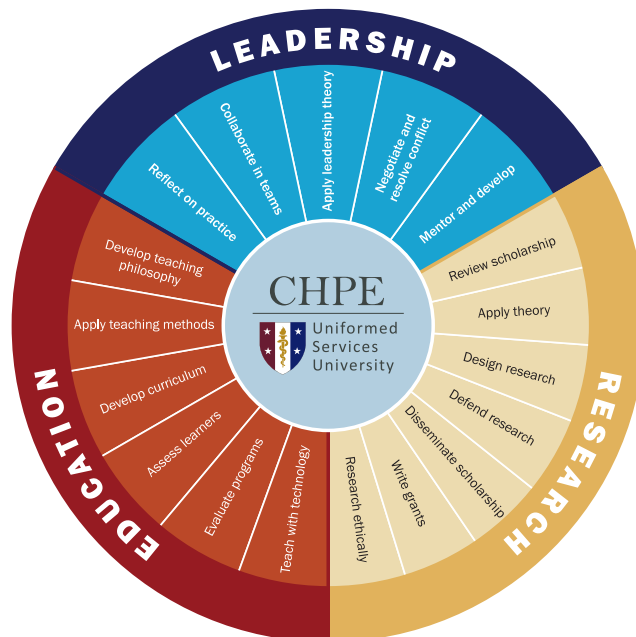 LEADERSHIP
Reflect on practice
Collaborate in teams
Apply leadership theory
Negotiate and
resolve conflict
Mentor and develop
RESEARCH
Review scholarship
Apply theory
Design research
Defend research
Disseminate scholarship
Write grants
Research ethically
EDUCATION
Develop teaching
philosophy
Apply teaching methods
Develop curriculum
Assess learners
Evaluate programs
Teach with technology
CHPE
Uniformed
Services
University